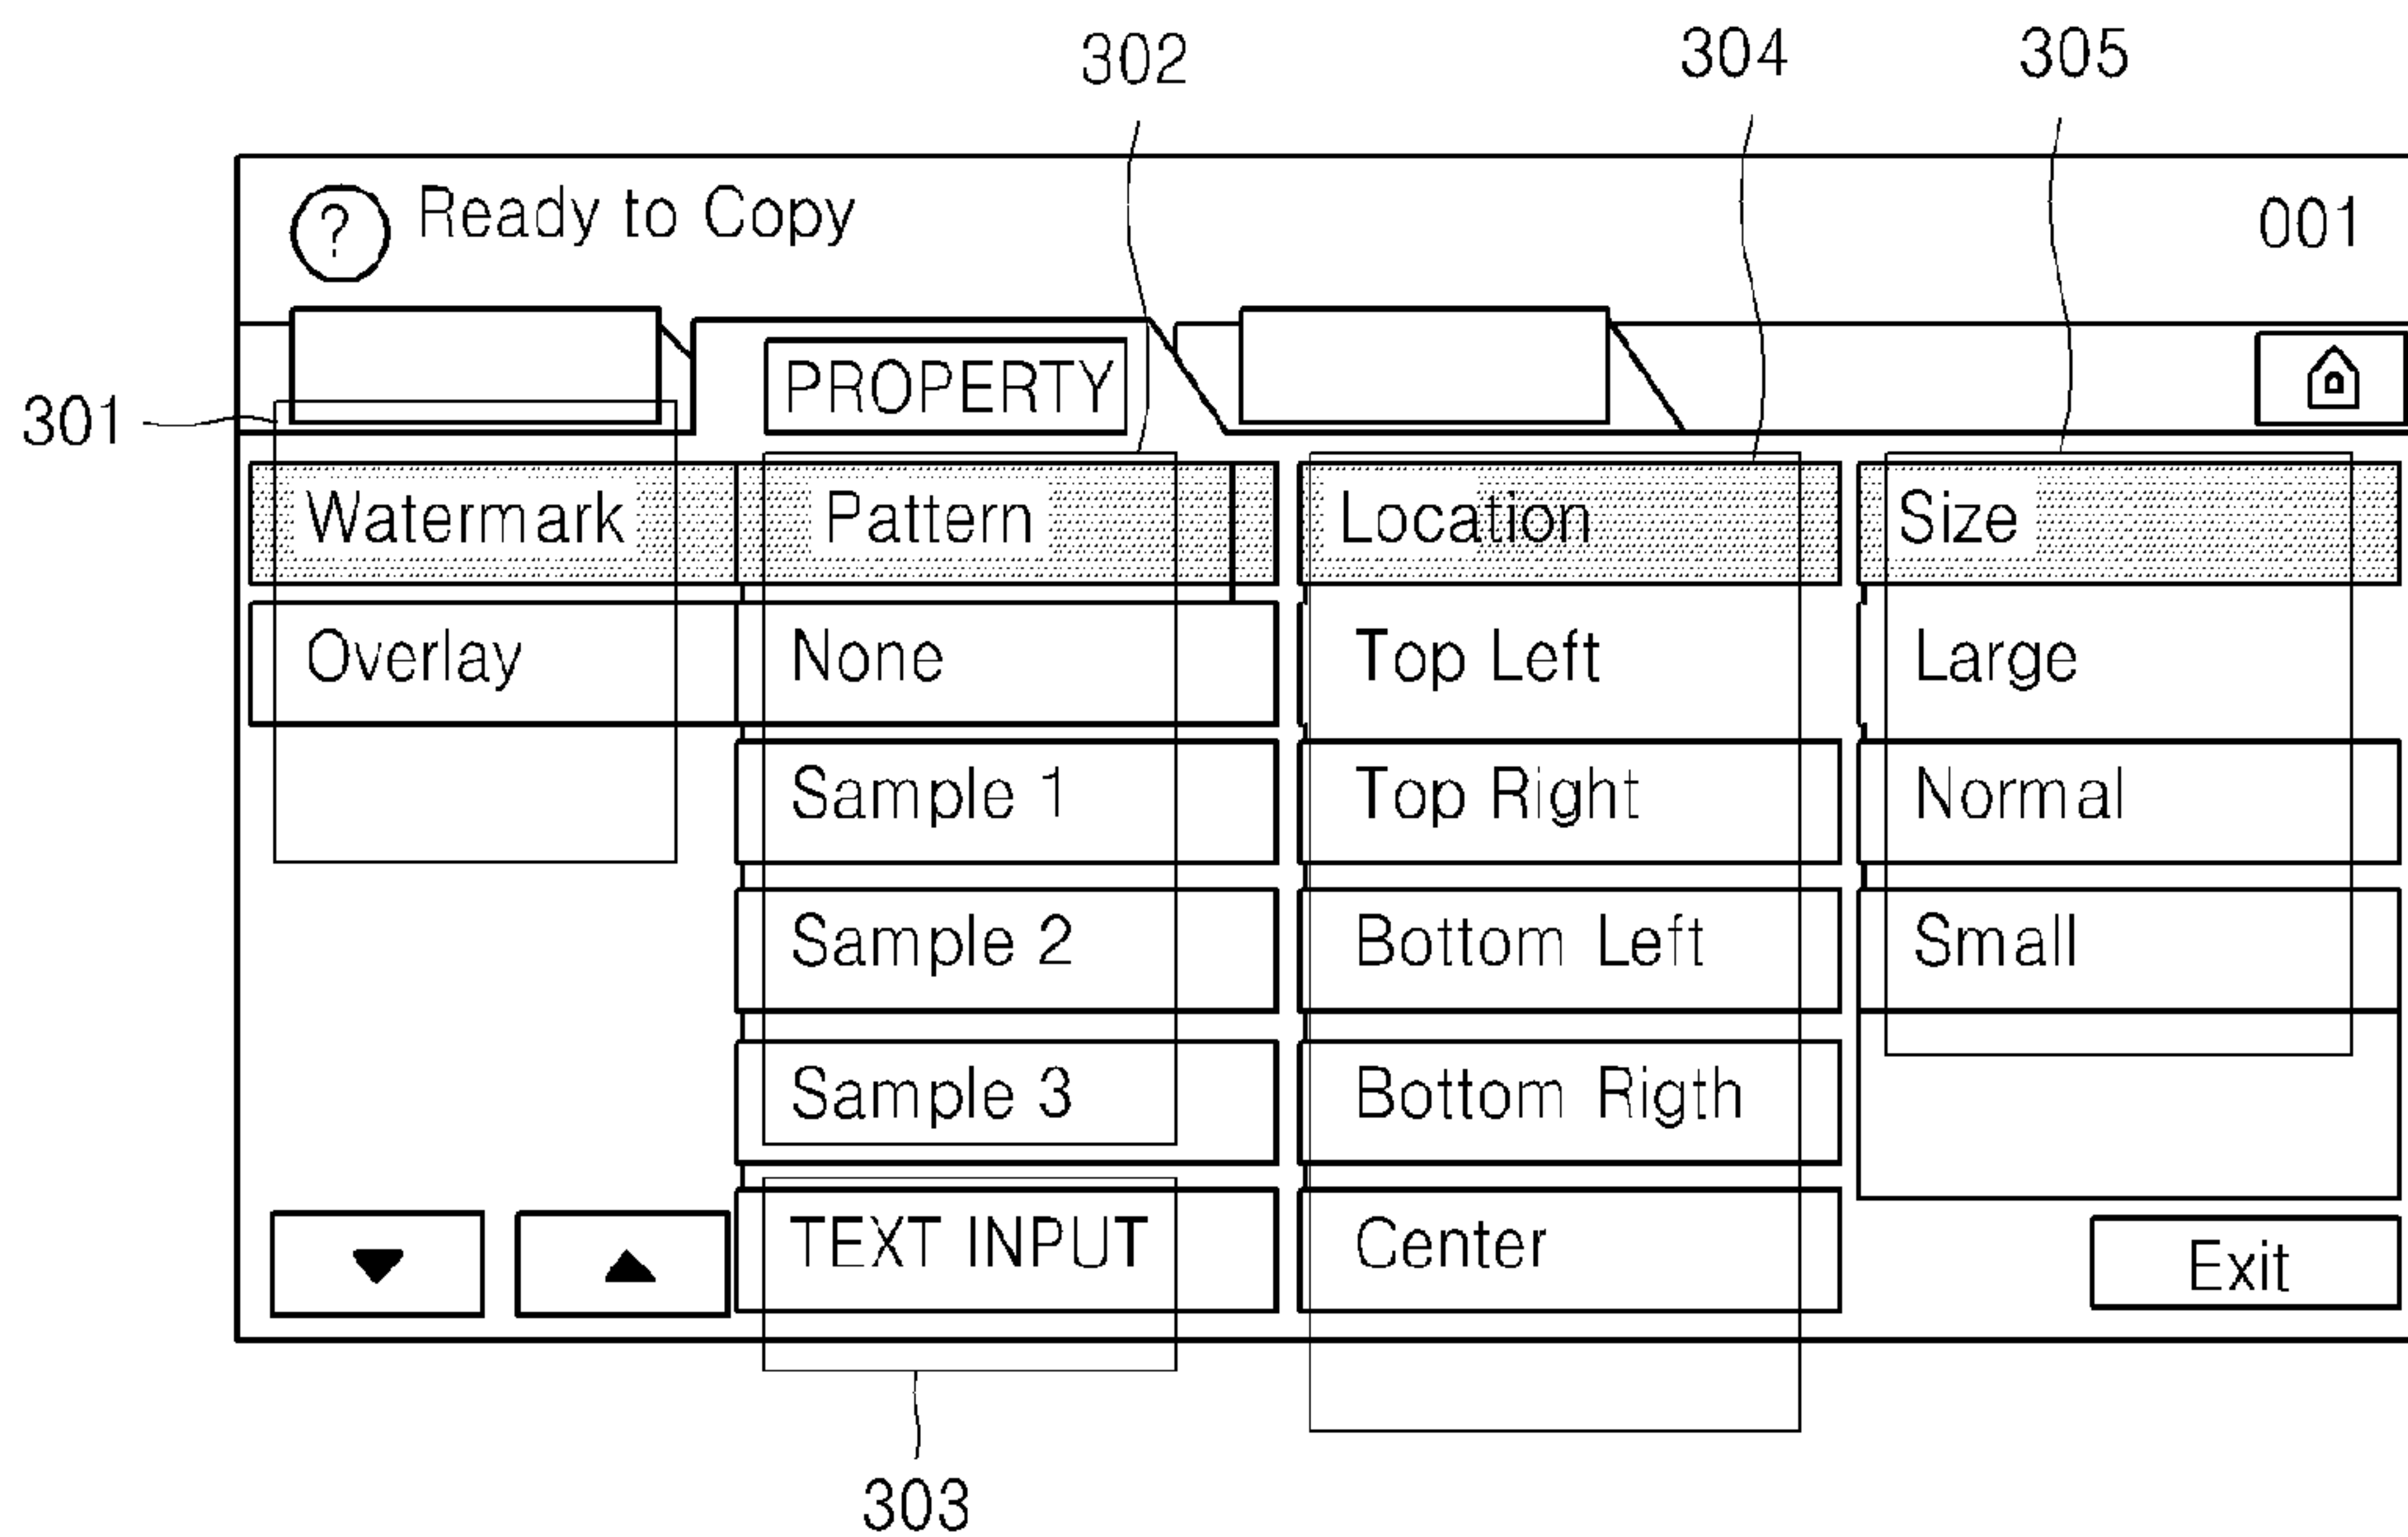 302 304 305
? Ready to Copy 001
PROPERTY
301
Watermark Pattern Location Size
Overlay None Top Left Large
Sample 1 Top Right Normal
Sample 2 Bottom Left Small
Sample 3 Bottom Rigth
TEXT INPUT Center Exit
303